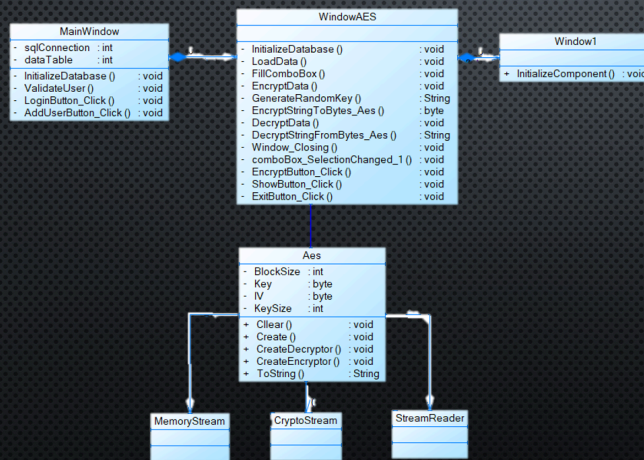 MainWindow
- sqlConnection : int
- dataTable : int
- InitializeDatabase () : void
- ValidateUser () : void
- LoginButton_Click () : void
- AddUserButton_Click () : void
WindowAES
- InitializeDatabase () : void
- LoadData () : void
- FillComboBox () : void
- EncryptData () : void
- GenerateRandomKey () : String
- EncryptStringToBytes_Aes () : byte
- DecryptData () : void
- DecryptStringFromBytes_Aes () : String
- Window_Closing () : void
- comboBox_SelectionChanged_1 () : void
- EncryptButton_Click () : void
- ShowButton_Click () : void
- ExitButton_Click () : void
Window1
+ InitializeComponent () : void
Aes
- BlockSize : int
- Key : byte
- IV : byte
- KeySize : int
+ Cllear () : void
+ Create () : void
+ CreateDecryptor () : void
+ CreateEncryptor () : void
+ ToString () : String
MemoryStream
CryptoStream
StreamReader